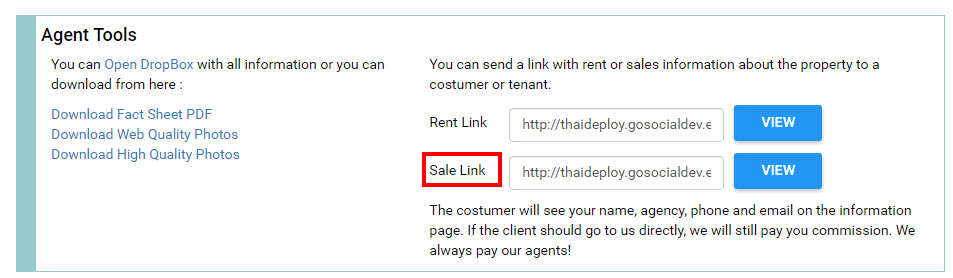 Agent Tools
You can Open DropBox with all information or you can
download from here :
Download Fact Sheet PDF
Download Web Quality Photos
Download High Quality Photos
You can send a link with rent or sales information about the property to a
costumer or tenant.
Rent Link http://thaideploy.gosocialdev.e VIEW
Sale Link http://thaideploy.gosocialdev.e VIEW
The costumer will see your name, agency, phone and email on the information
page. If the client should go to us directly, we will still pay you commission. We
always pay our agents!